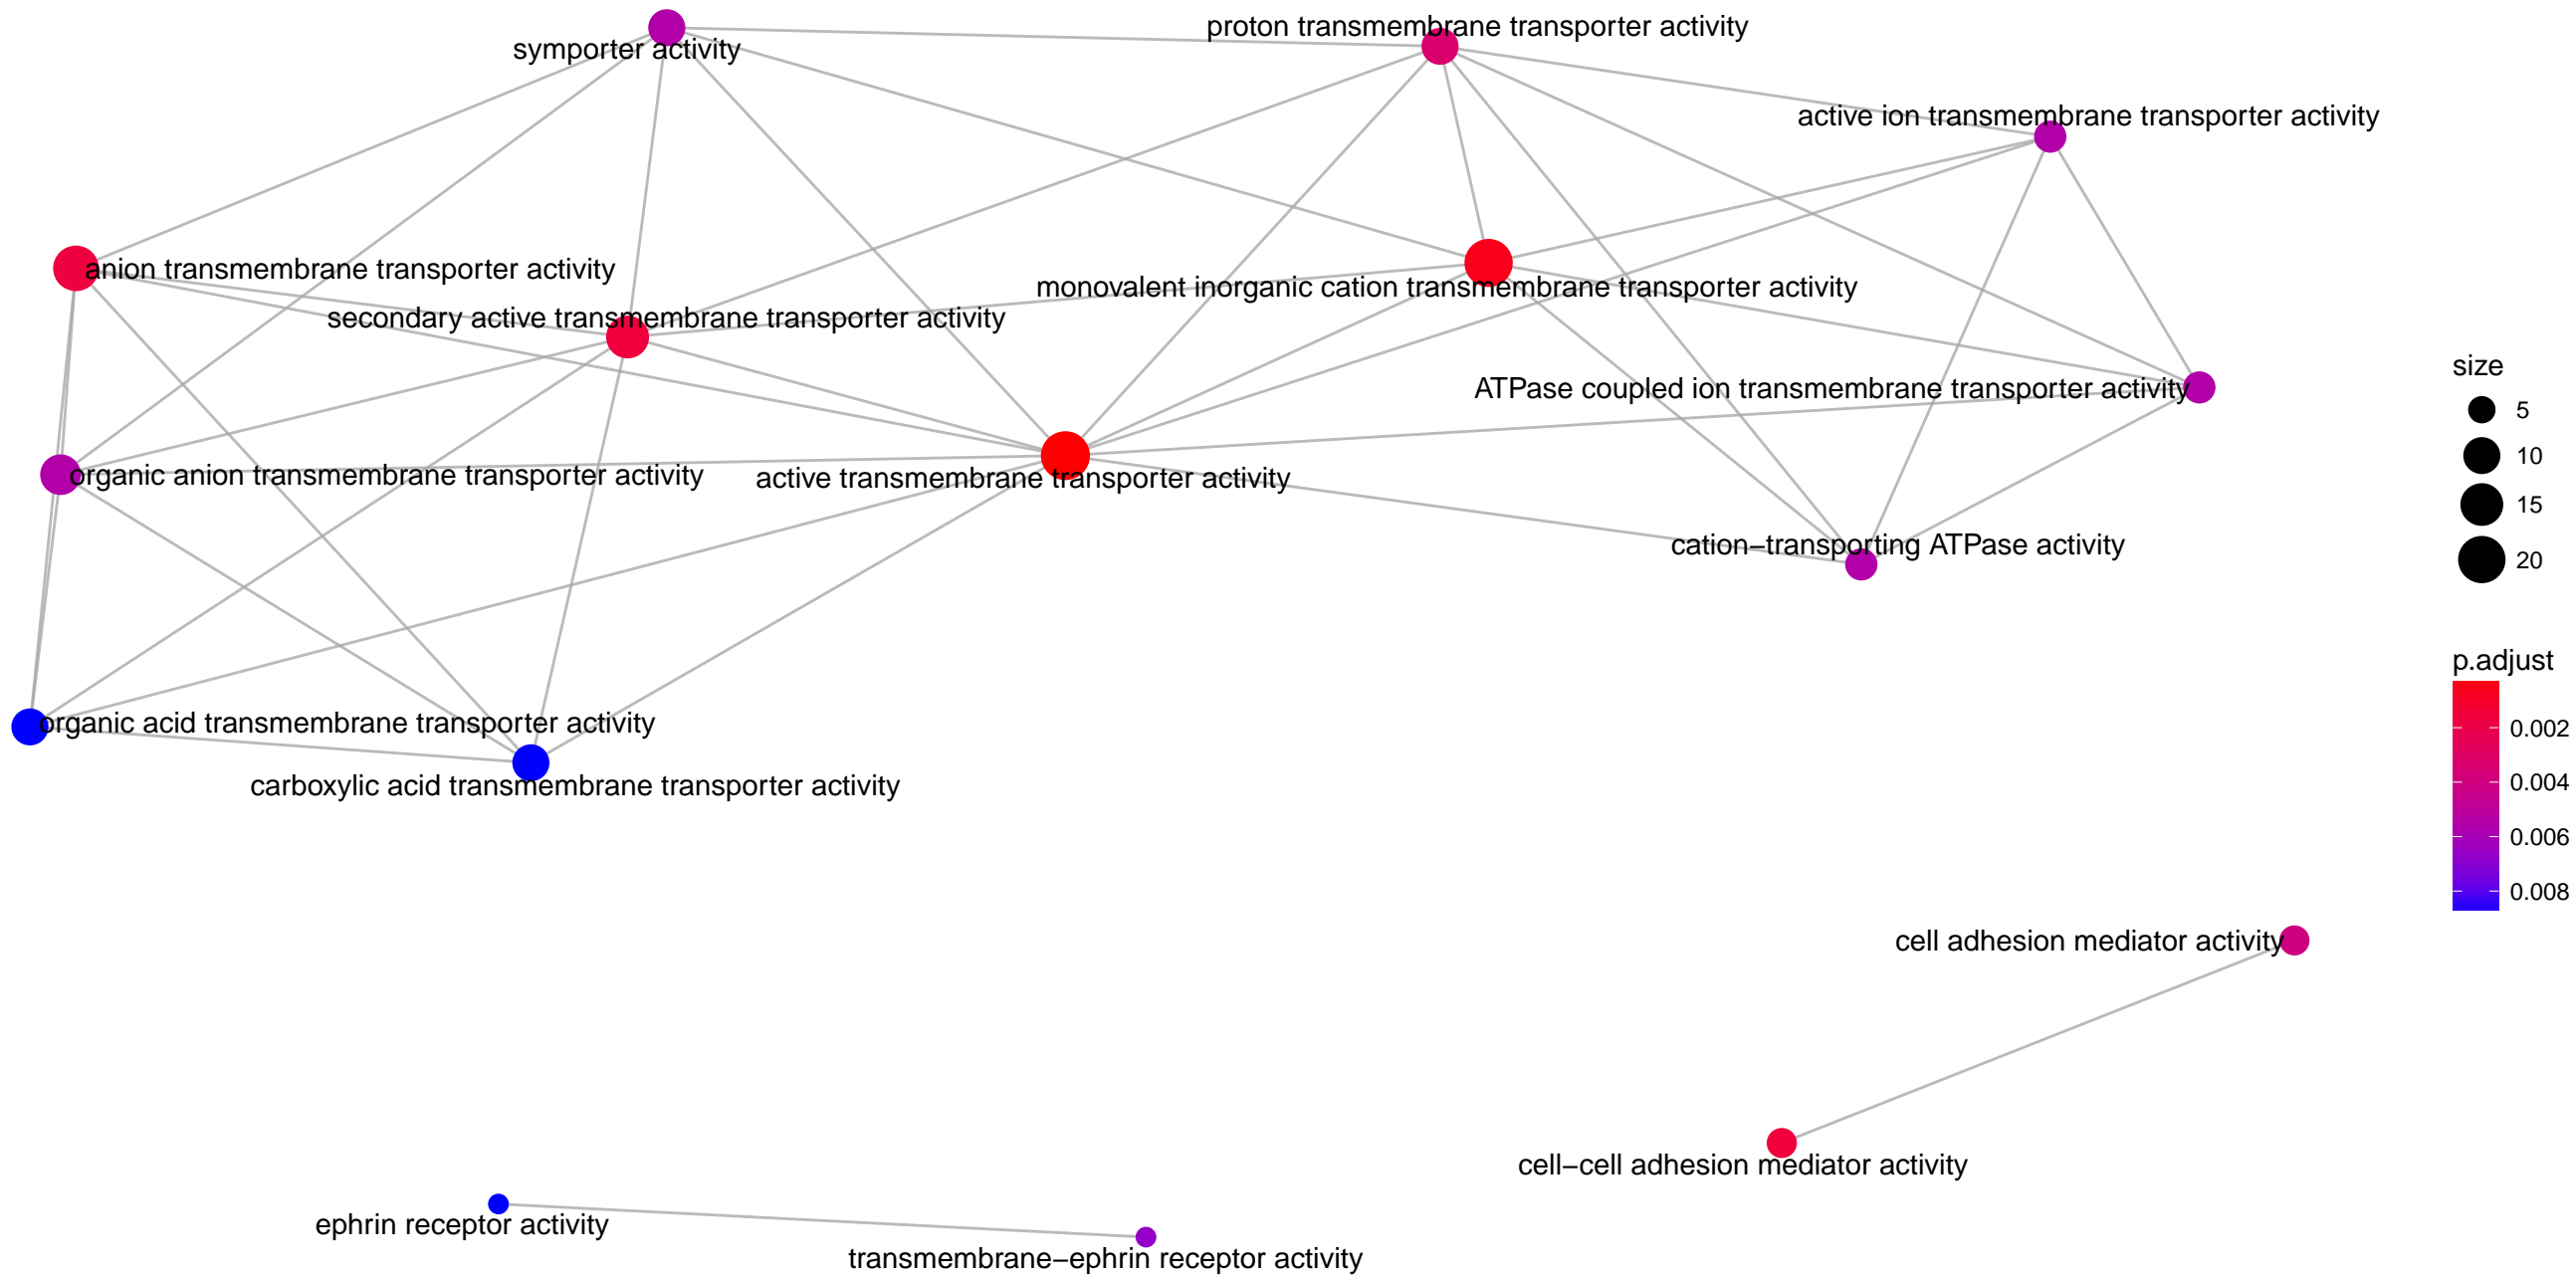 proton transmembrane transporter activity
symporter activity
active ion transmembrane transporter activity
anion transmembrane transporter activity
monovalent inorganic cation transmembrane transporter activity
secondary active transmembrane transporter activity
ATPase coupled ion transmembrane transporter activity
organic anion transmembrane transporter activity
active transmembrane transporter activity
cation−transporting ATPase activity
organic acid transmembrane transporter activity
carboxylic acid transmembrane transporter activity
cell adhesion mediator activity
cell−cell adhesion mediator activity
ephrin receptor activity
transmembrane−ephrin receptor activity
size
5
10
15
20
p.adjust
0.002
0.004
0.006
0.008